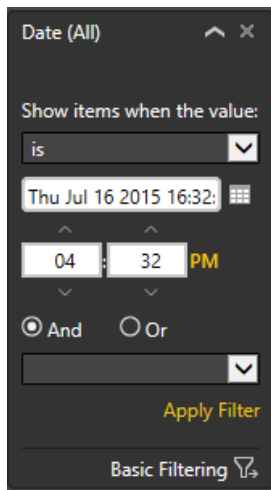 Date (All)
Show items when the value:
is
Thu Jul 16 2015 16:32:
04 : 32 PM
And Or
Apply Filter
Basic Filtering